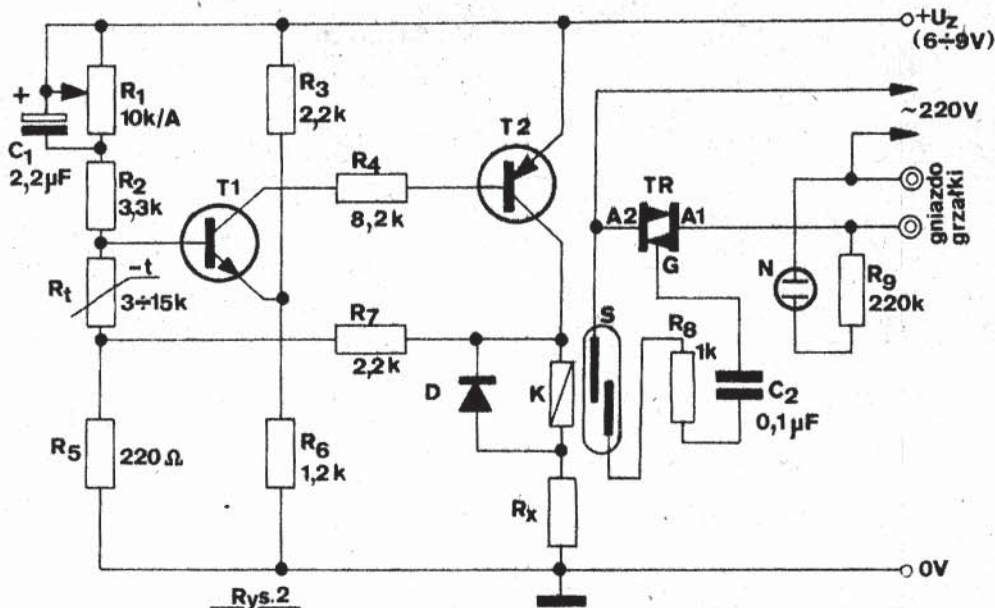 +Uz
(6÷9V)
R1
10k/A
+
C1
2,2µF
R2
3,3k
R3
2,2k
T1
R4
8,2k
T2
~220V
TR
A2
A1
G
gniazdo
grzałki
N
R9
220k
Rt
-t
3÷15k
R7
2,2k
S
R8
1k
D
K
C2
0,1µF
R5
220Ω
R6
1,2k
Rx
0V
Rys.2